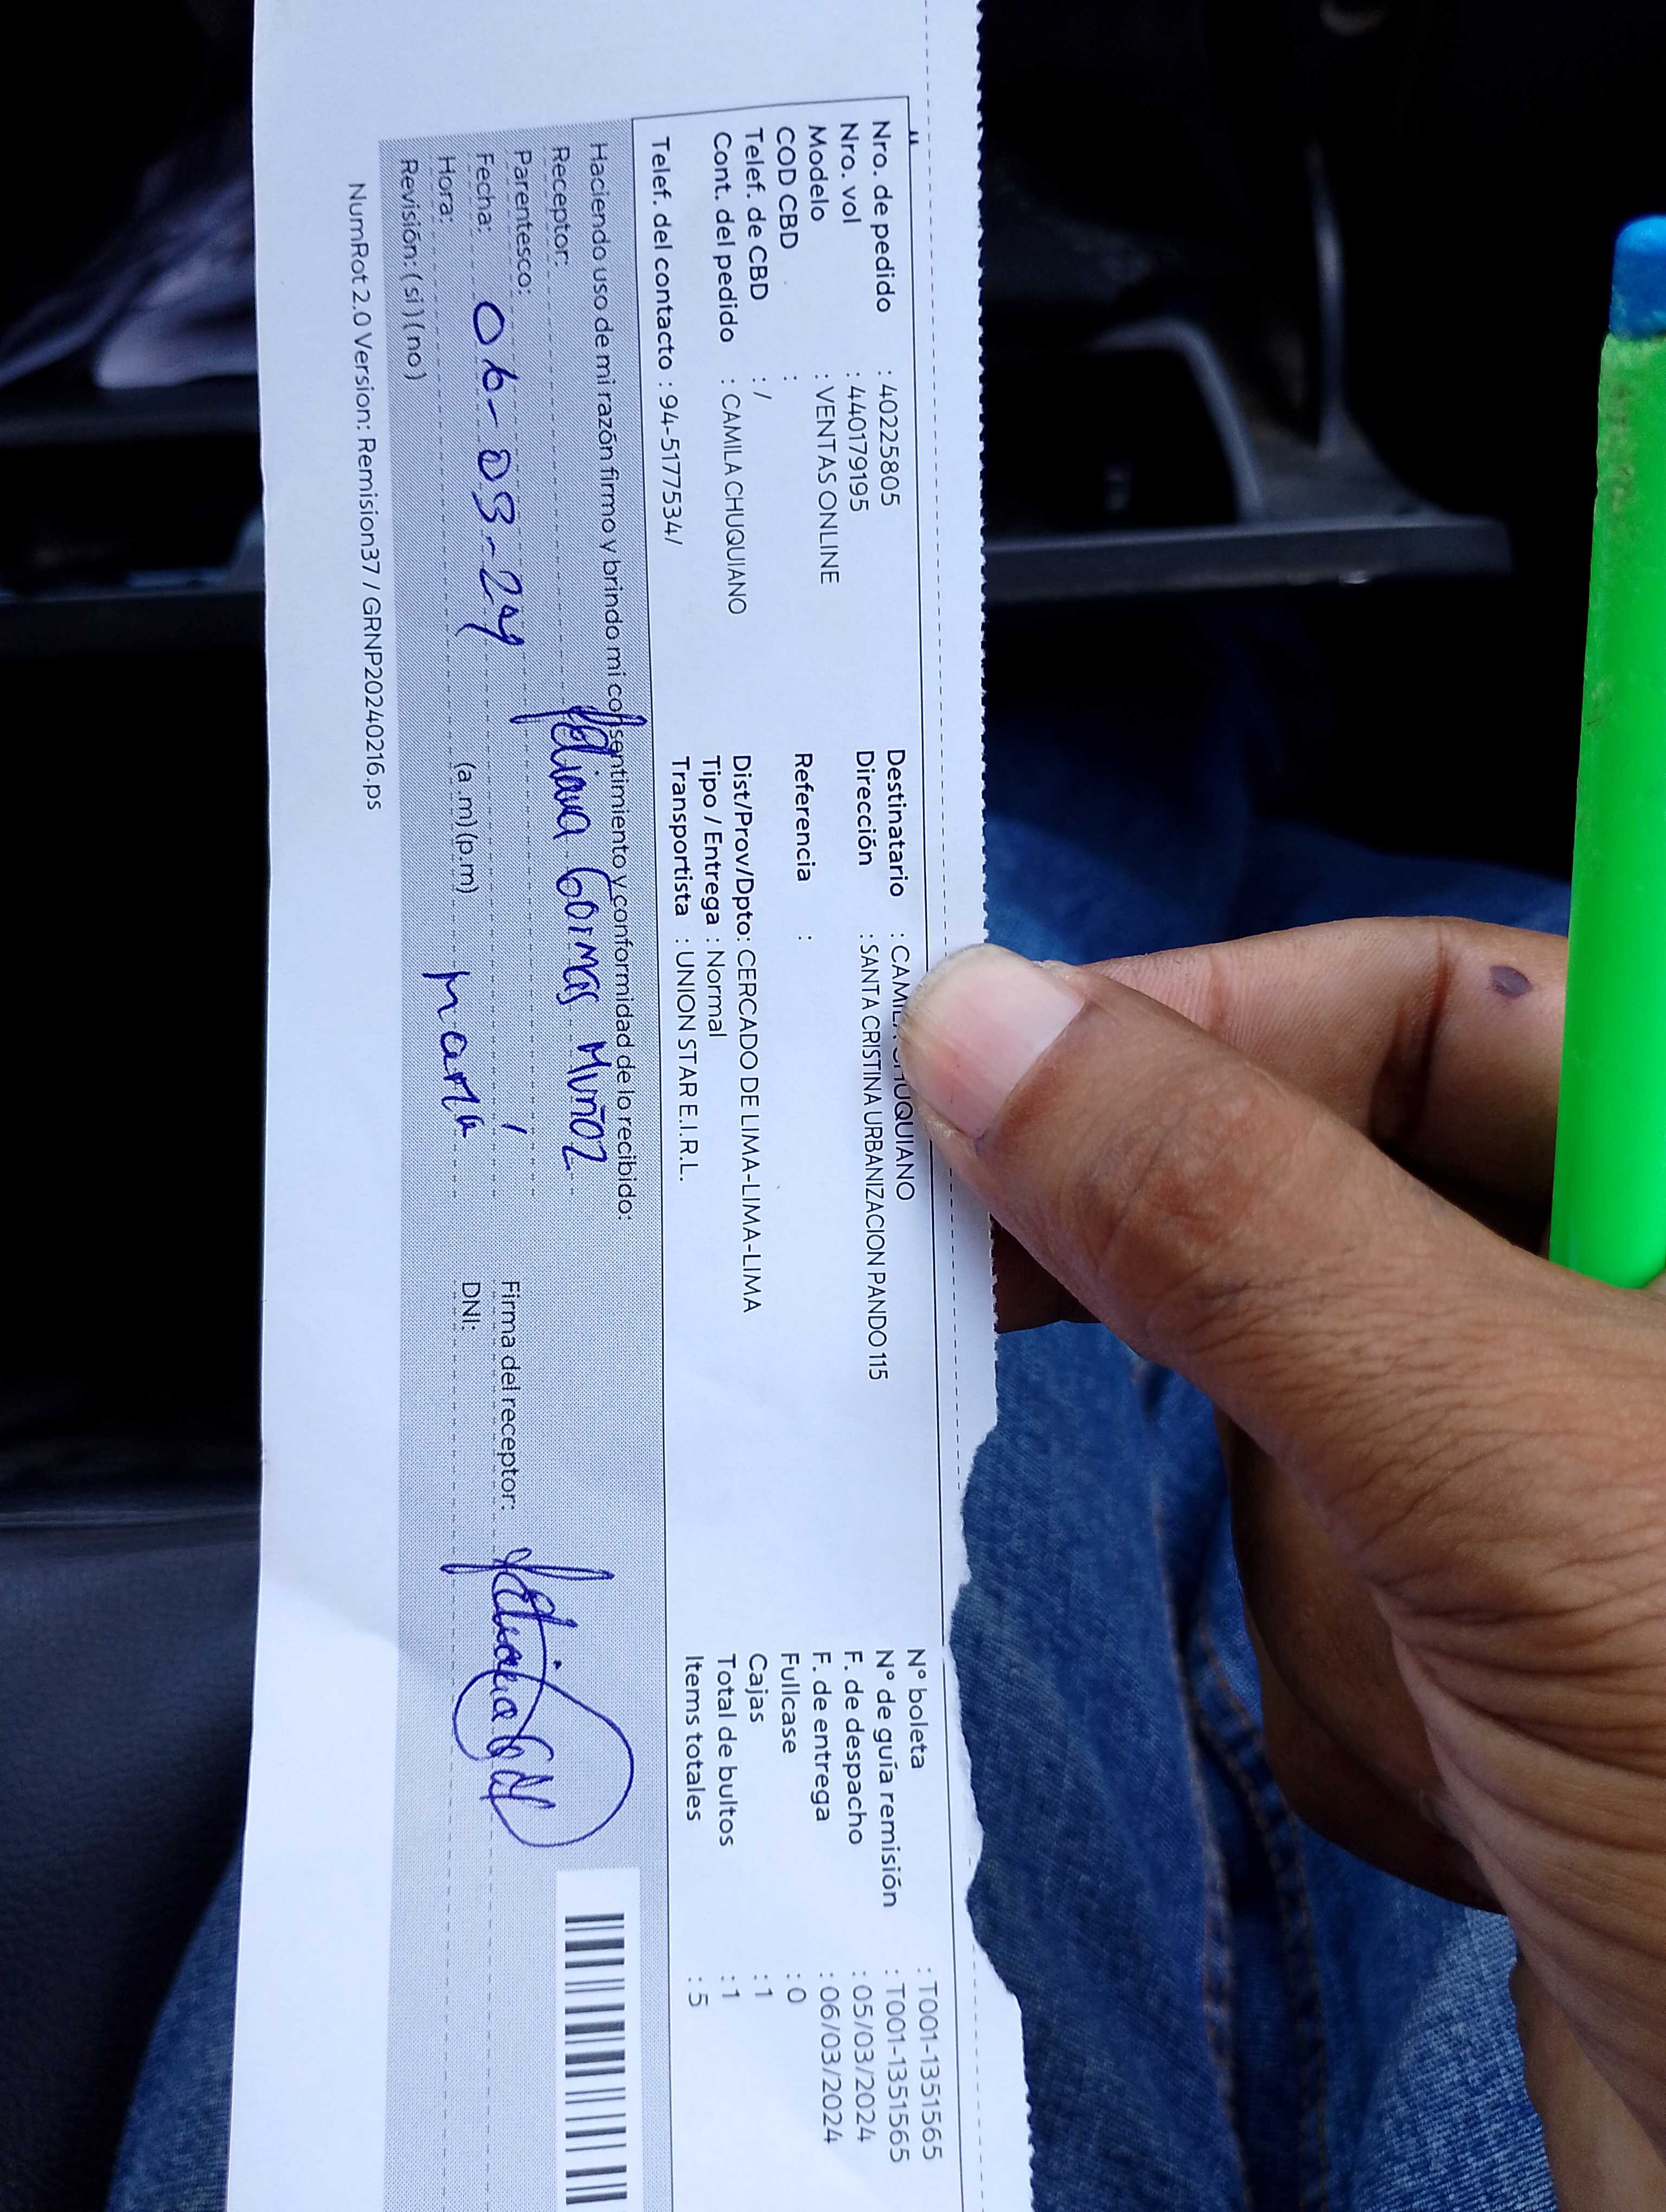 Nro. de pedido : 40225805
Nro. vol : 440179195
Modelo : VENTAS ONLINE
COD CBD :
Telef. de CBD : /
Cont. del pedido : CAMILA CHUQUIANO
Telef. del contacto : 94-5177534/
Destinatario : CAMIL CHUQUIANO
Dirección : SANTA CRISTINA URBANIZACION PANDO 115
Referencia :
Dist/Prov/Dpto: CERCADO DE LIMA-LIMA-LIMA
Tipo / Entrega : Normal
Transportista : UNION STAR E.I.R.L.
N° boleta : T001-1351565
N° de guía remisión : T001-1351565
F. de despacho : 05/03/2024
F. de entrega : 06/03/2024
Fullcase : 0
Cajas : 1
Total de bultos : 1
Items totales : 5
Haciendo uso de mi razón firmo y brindo mi consentimiento y conformidad de lo recibido:
Receptor: Muñoz
Parentesco:
Fecha: 06-03-24
Hora: (a.m)(p.m)
Revisión: (si)(no)
Firma del receptor:
DNI:
NumRot 2.0 Version: Remision37 / GRNP20240216.ps